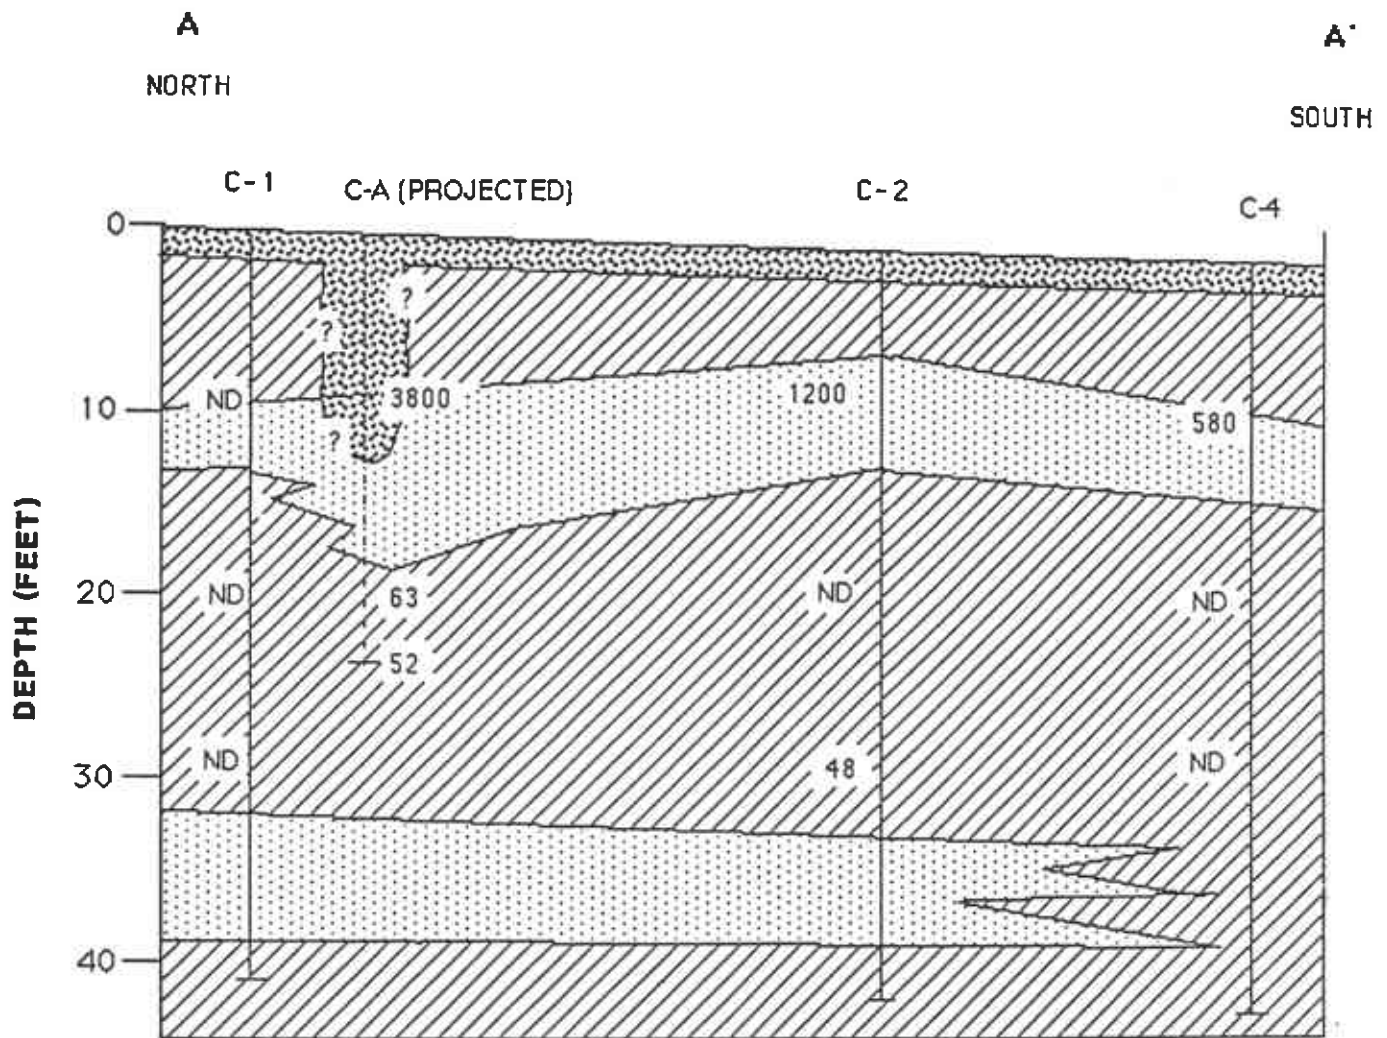 A
A'
NORTH
SOUTH
C-1
C-A (PROJECTED)
C-2
C-4
0
?
?
ND
3800
1200
10
580
?
DEPTH (FEET)
20
ND
63
ND
ND
52
30
ND
48
ND
40